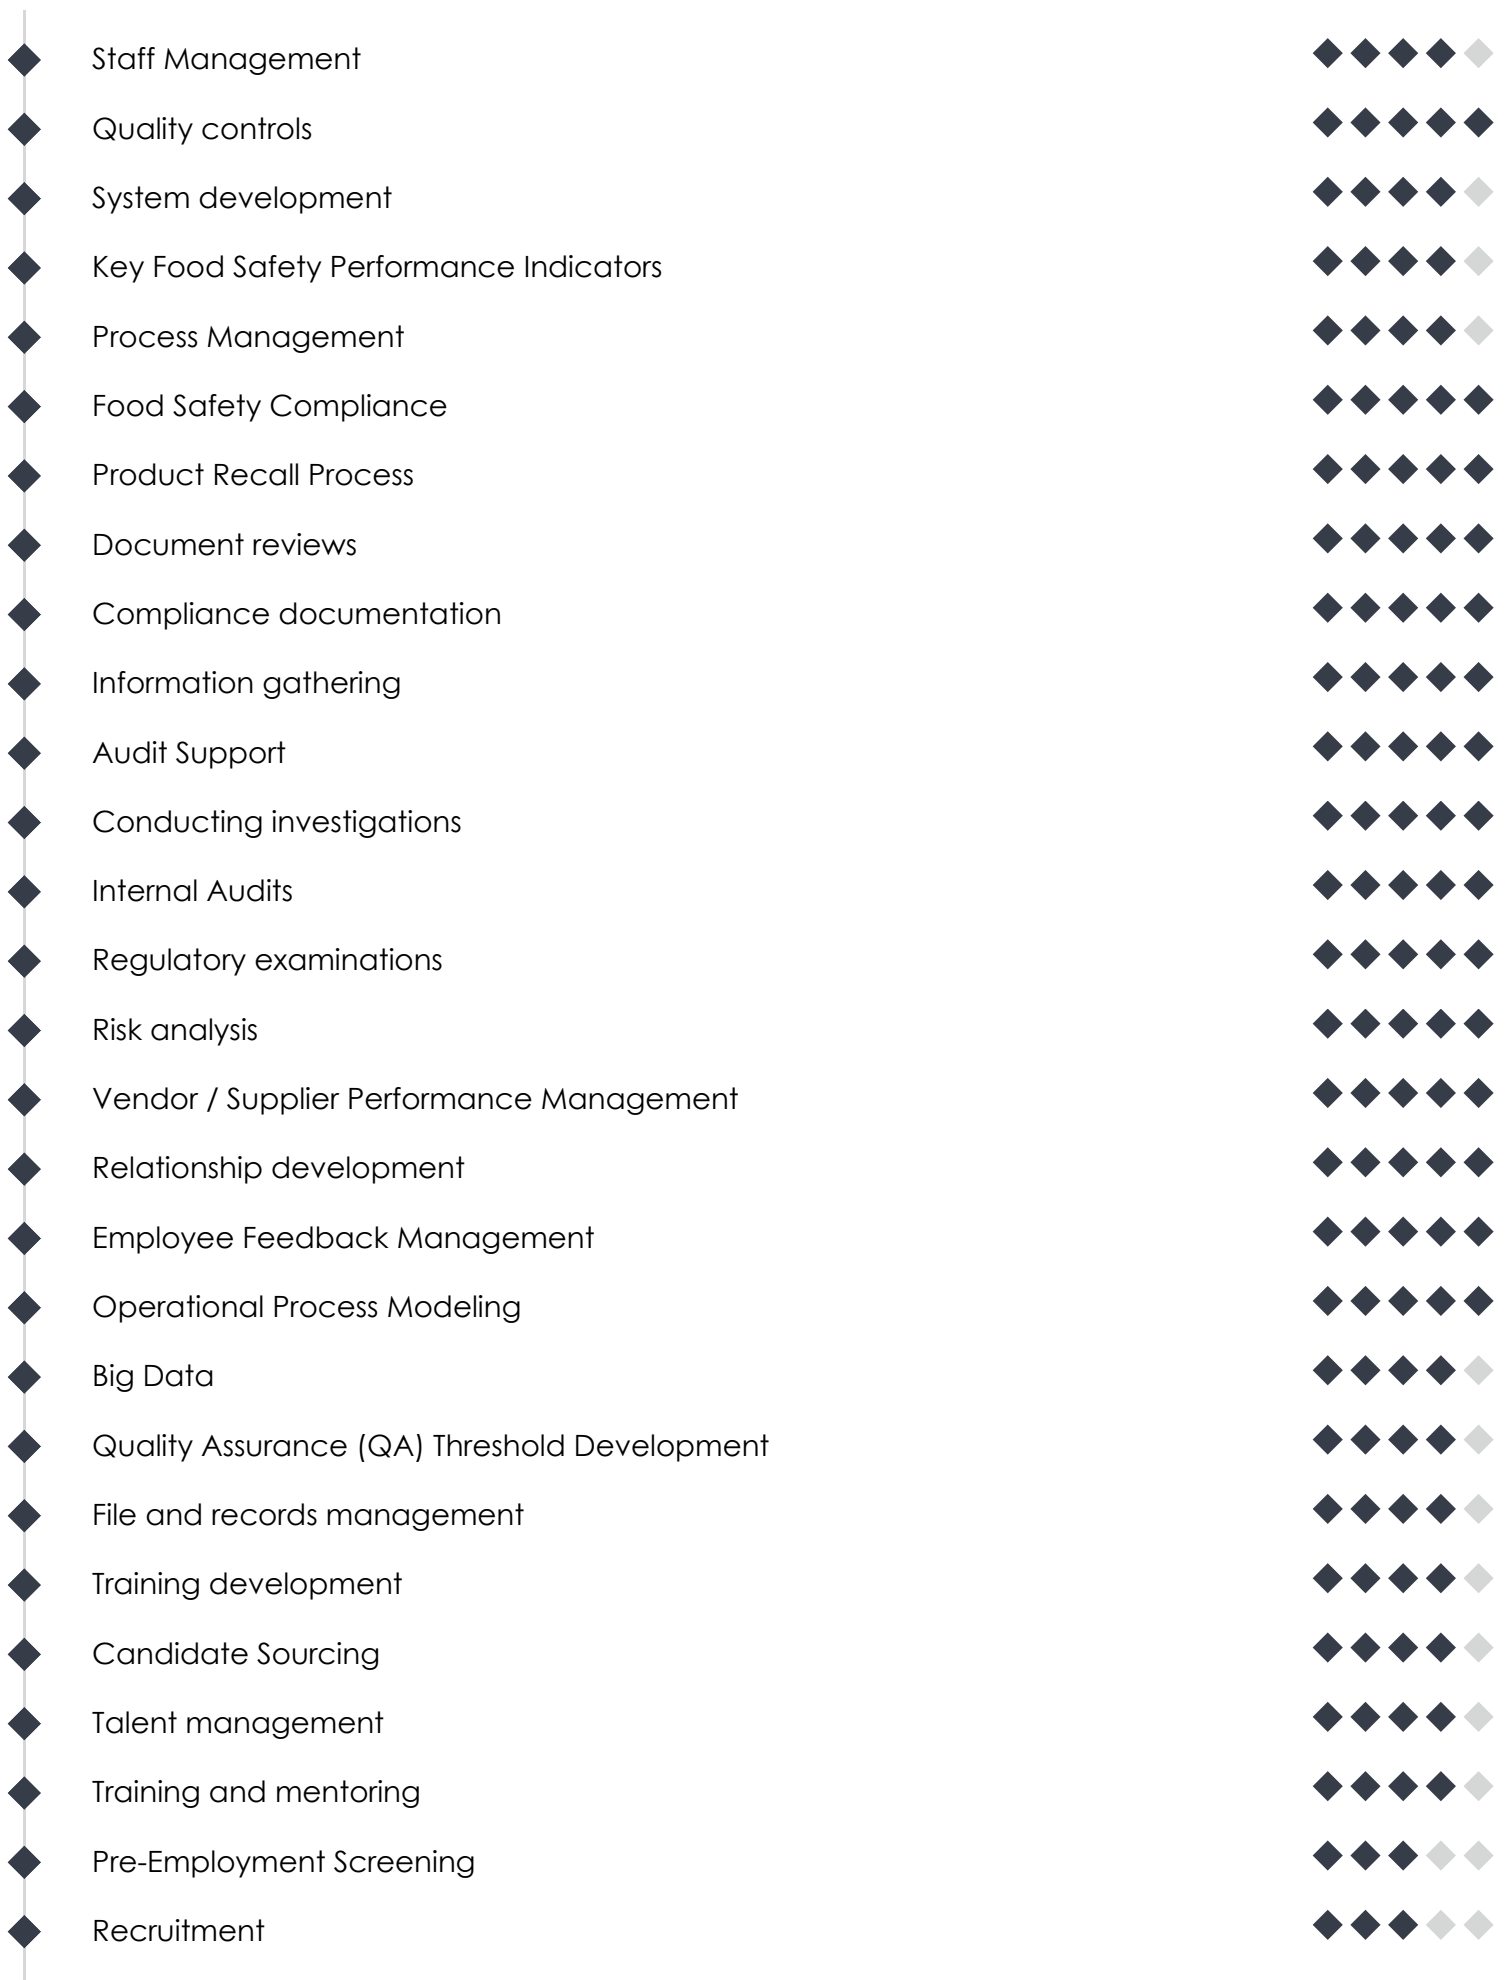 Staff Management
Quality controls
System development
Key Food Safety Performance Indicators
Process Management
Food Safety Compliance
Product Recall Process
Document reviews
Compliance documentation
Information gathering
Audit Support
Conducting investigations
Internal Audits
Regulatory examinations
Risk analysis
Vendor / Supplier Performance Management
Relationship development
Employee Feedback Management
Operational Process Modeling
Big Data
Quality Assurance (QA) Threshold Development
File and records management
Training development
Candidate Sourcing
Talent management
Training and mentoring
Pre-Employment Screening
Recruitment